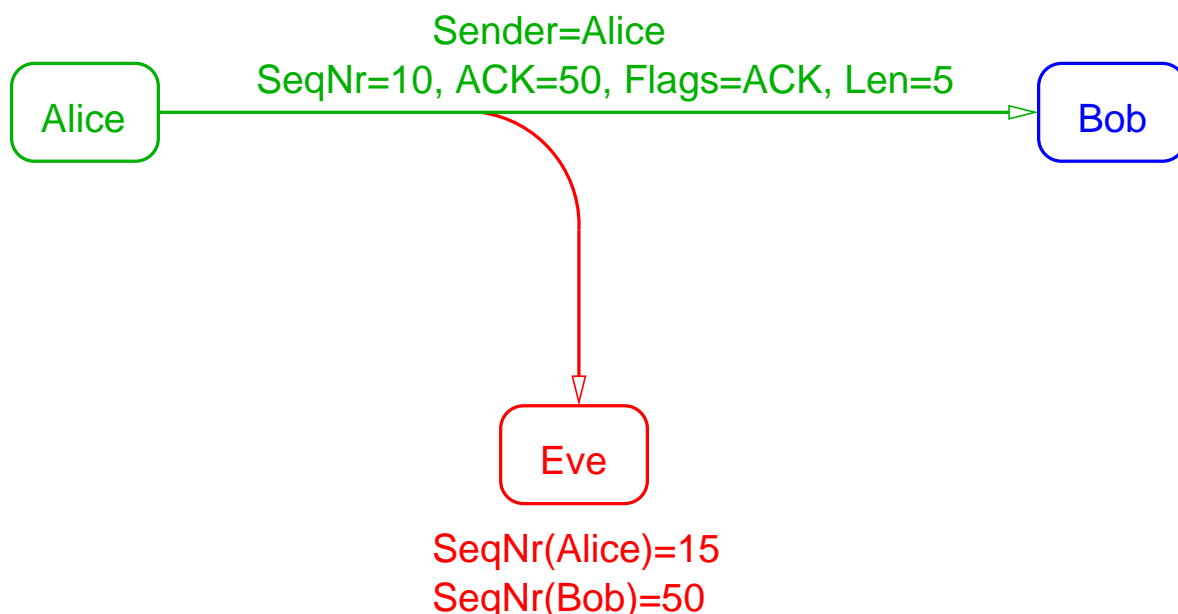 Sender=Alice
SeqNr=10, ACK=50, Flags=ACK, Len=5
Alice
Bob
Eve
SeqNr(Alice)=15
SeqNr(Bob)=50